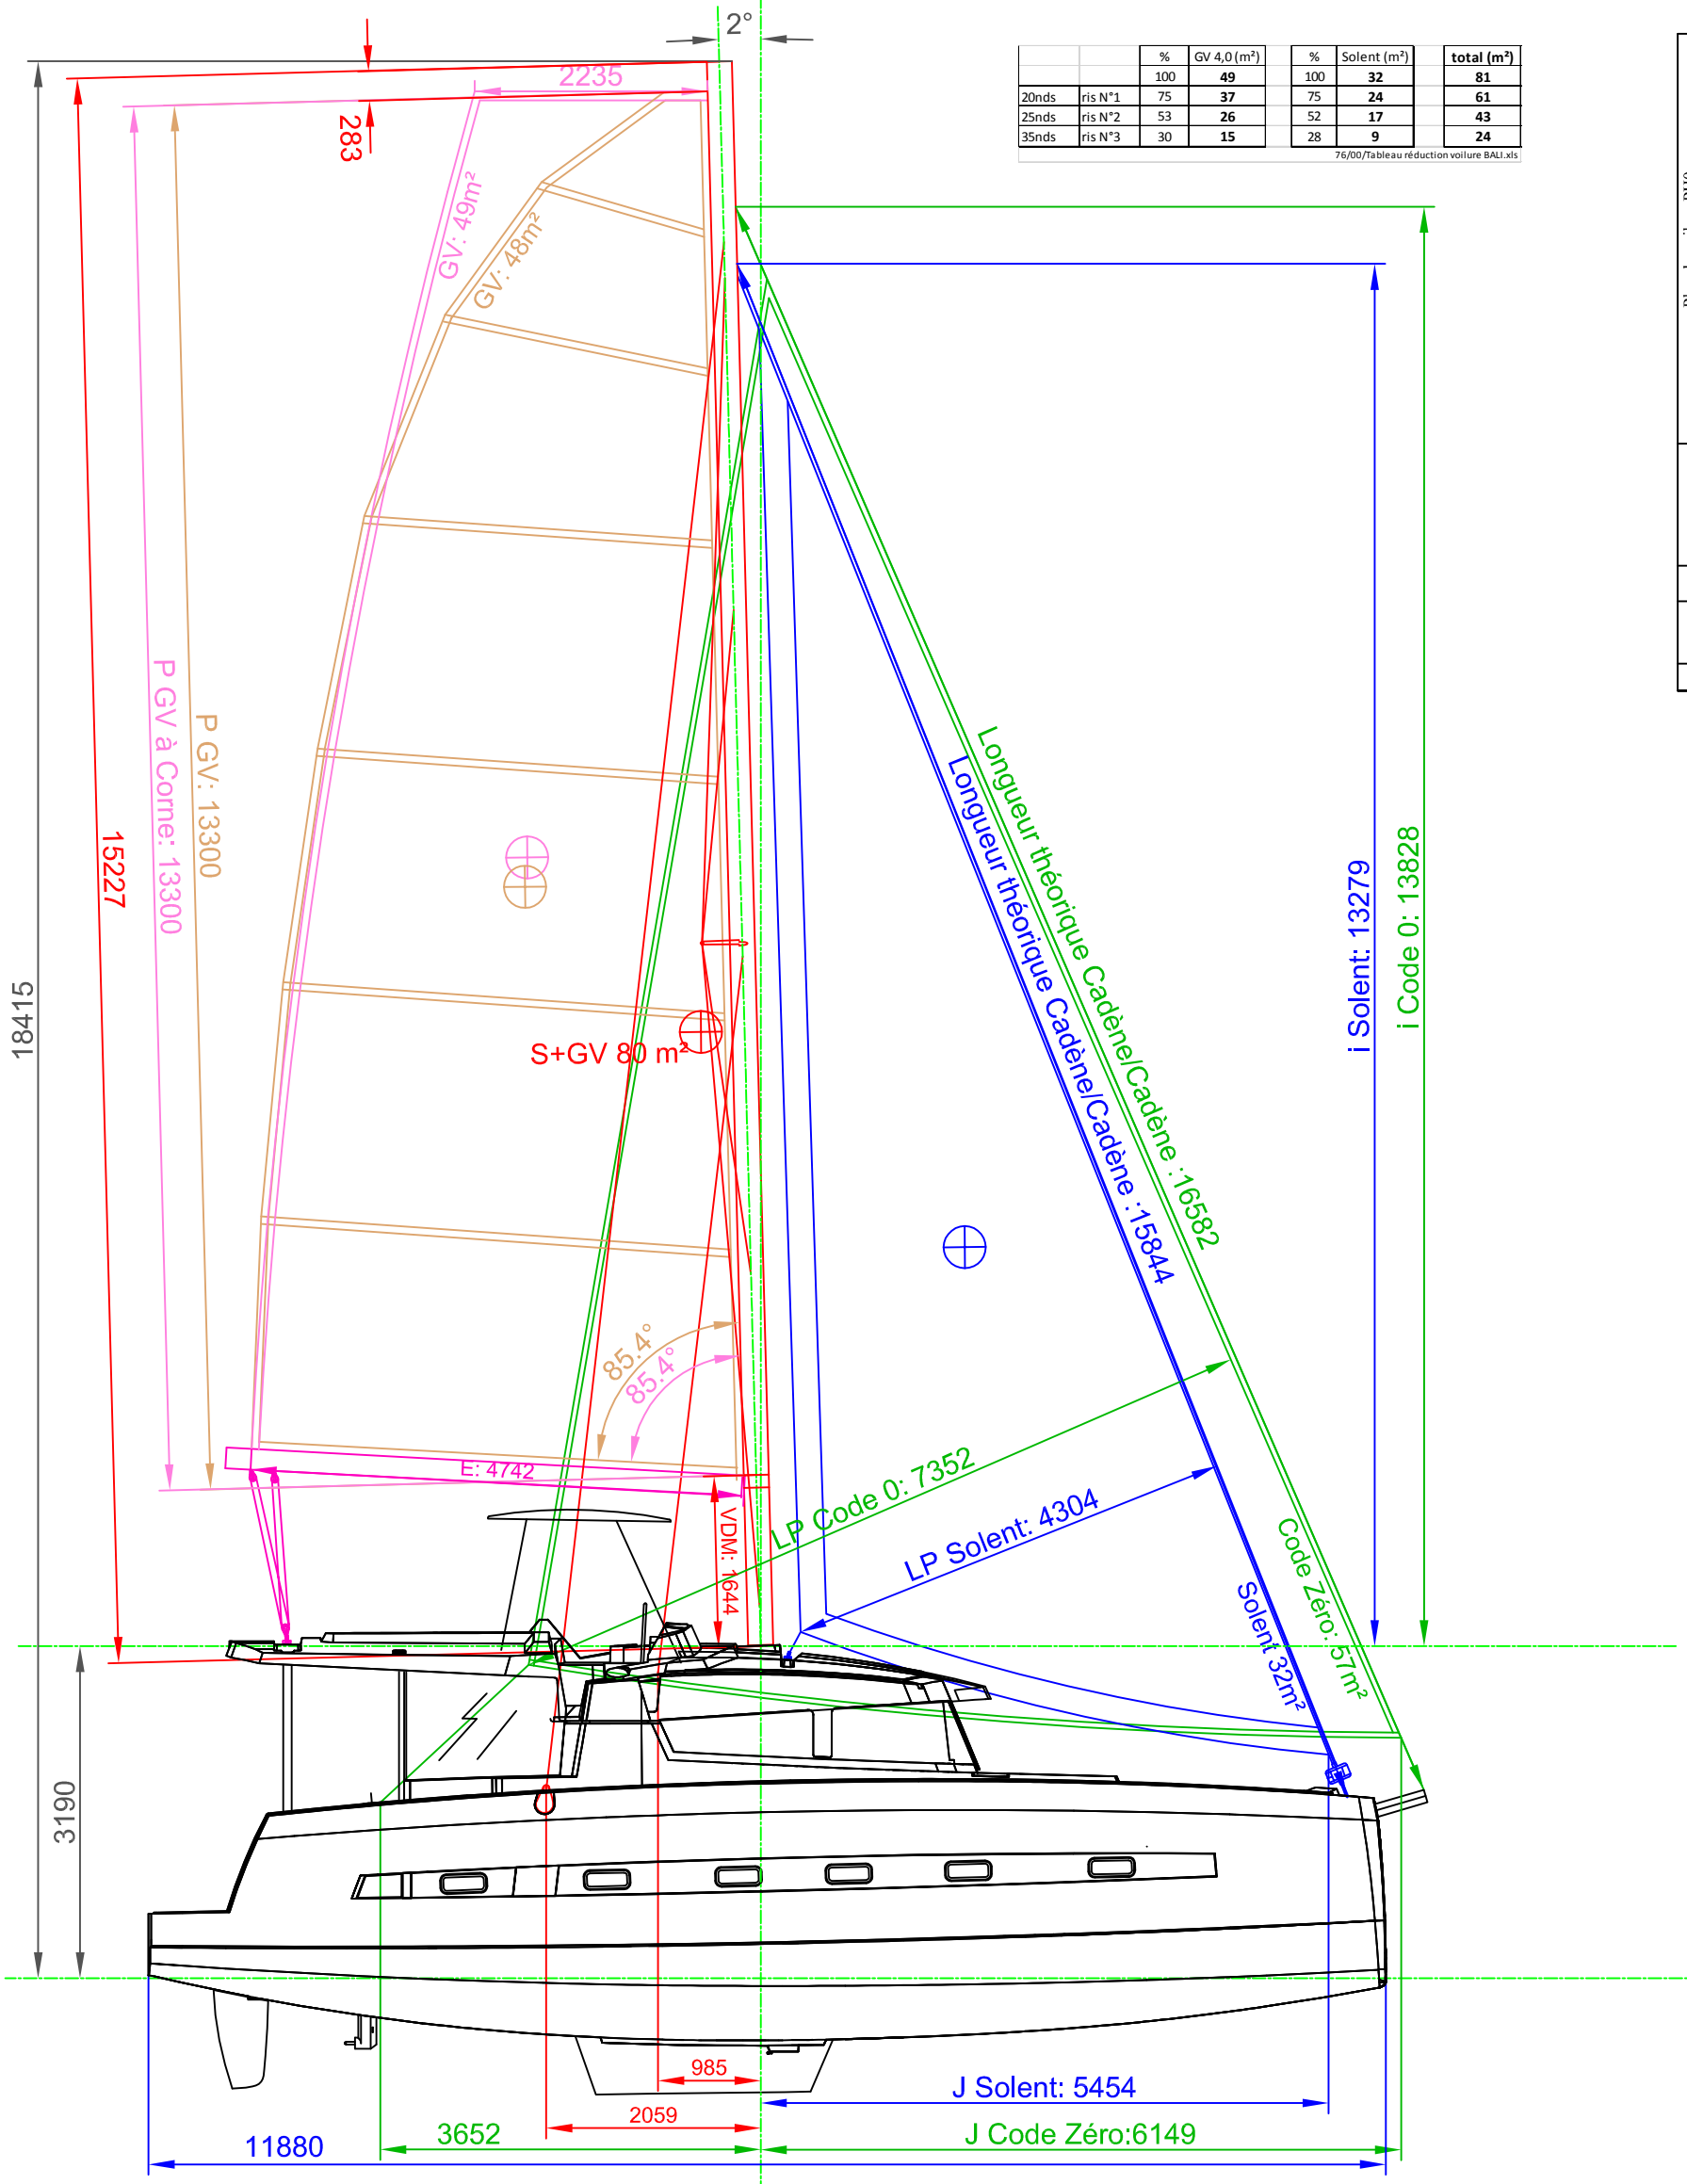 2°
% GV 4,0 (m²) % Solent (m²) total (m²)
100 49 100 32 81
20nds ris N°1 75 37 75 24 61
25nds ris N°2 53 26 52 17 43
35nds ris N°3 30 15 28 9 24
76/00/Tableau réduction voilure BALI.xls
2235
283
GV: 49m²
GV: 48m²
P GV à Corne: 13300
P GV: 13300
15227
18415
3190
S+GV 80 m²
Longueur théorique Cadène/Cadène :16582
Longueur théorique Cadène/Cadène :15844
i Solent: 13279
i Code 0: 13828
85.4°
85.4°
E: 4742
VDM: 1644
LP Code 0: 7352
LP Solent: 4304
Code Zéro: 57m²
Solent 32m²
985
J Solent: 5454
2059
3652
J Code Zéro:6149
11880